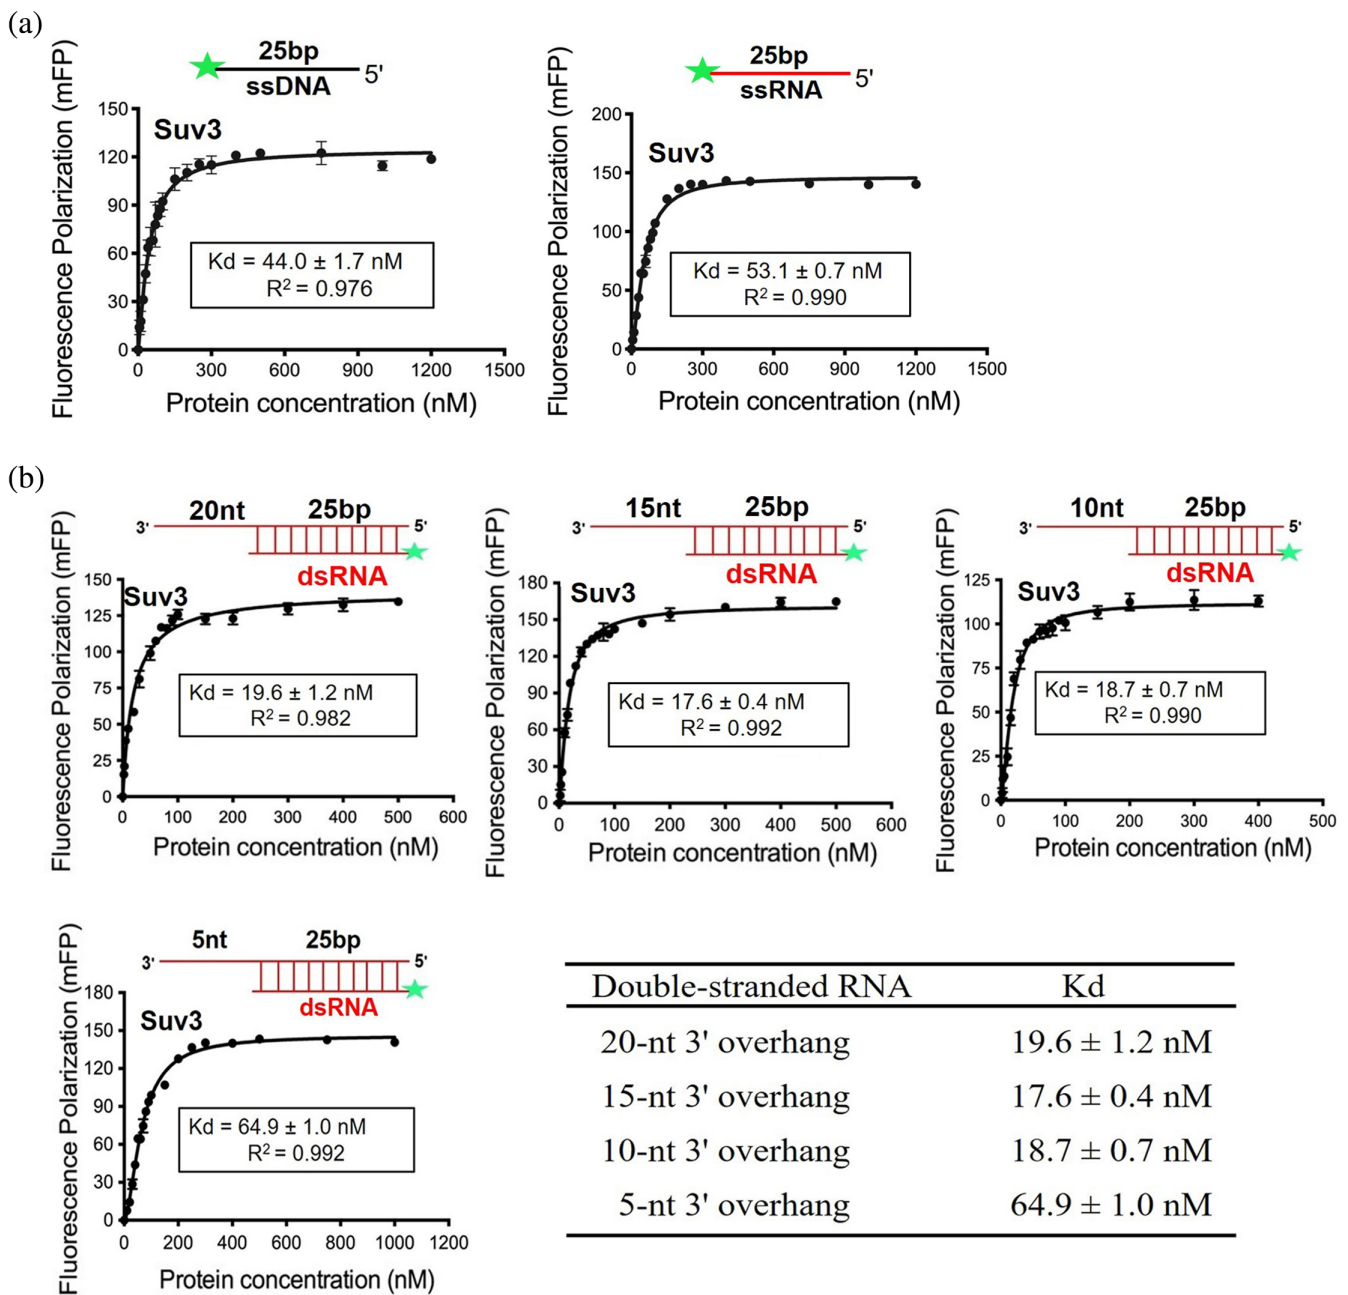 (a)
25bp
ssDNA
5'
Fluorescence Polarization (mFP)
150
120
90
60
30
0
Suv3
Kd = 44.0 ± 1.7 nM
R² = 0.976
0 300 600 900 1200 1500
Protein concentration (nM)
25bp
ssRNA
5'
Fluorescence Polarization (mFP)
200
150
100
50
0
Suv3
Kd = 53.1 ± 0.7 nM
R² = 0.990
0 300 600 900 1200 1500
Protein concentration (nM)
(b)
20nt 25bp
3' 5'
dsRNA
Fluorescence Polarization (mFP)
150
125
100
75
50
25
0
Suv3
Kd = 19.6 ± 1.2 nM
R² = 0.982
0 100 200 300 400 500 600
Protein concentration (nM)
15nt 25bp
3' 5'
dsRNA
Fluorescence Polarization (mFP)
180
150
120
90
60
30
0
Suv3
Kd = 17.6 ± 0.4 nM
R² = 0.992
0 100 200 300 400 500 600
Protein concentration (nM)
10nt 25bp
3' 5'
dsRNA
Fluorescence Polarization (mFP)
125
100
75
50
25
0
Suv3
Kd = 18.7 ± 0.7 nM
R² = 0.990
0 100 200 300 400 500
Protein concentration (nM)
5nt 25bp
3' 5'
dsRNA
Fluorescence Polarization (mFP)
180
150
120
90
60
30
0
Suv3
Kd = 64.9 ± 1.0 nM
R² = 0.992
0 200 400 600 800 1000 1200
Protein concentration (nM)
Double-stranded RNA Kd
20-nt 3' overhang 19.6 ± 1.2 nM
15-nt 3' overhang 17.6 ± 0.4 nM
10-nt 3' overhang 18.7 ± 0.7 nM
5-nt 3' overhang 64.9 ± 1.0 nM